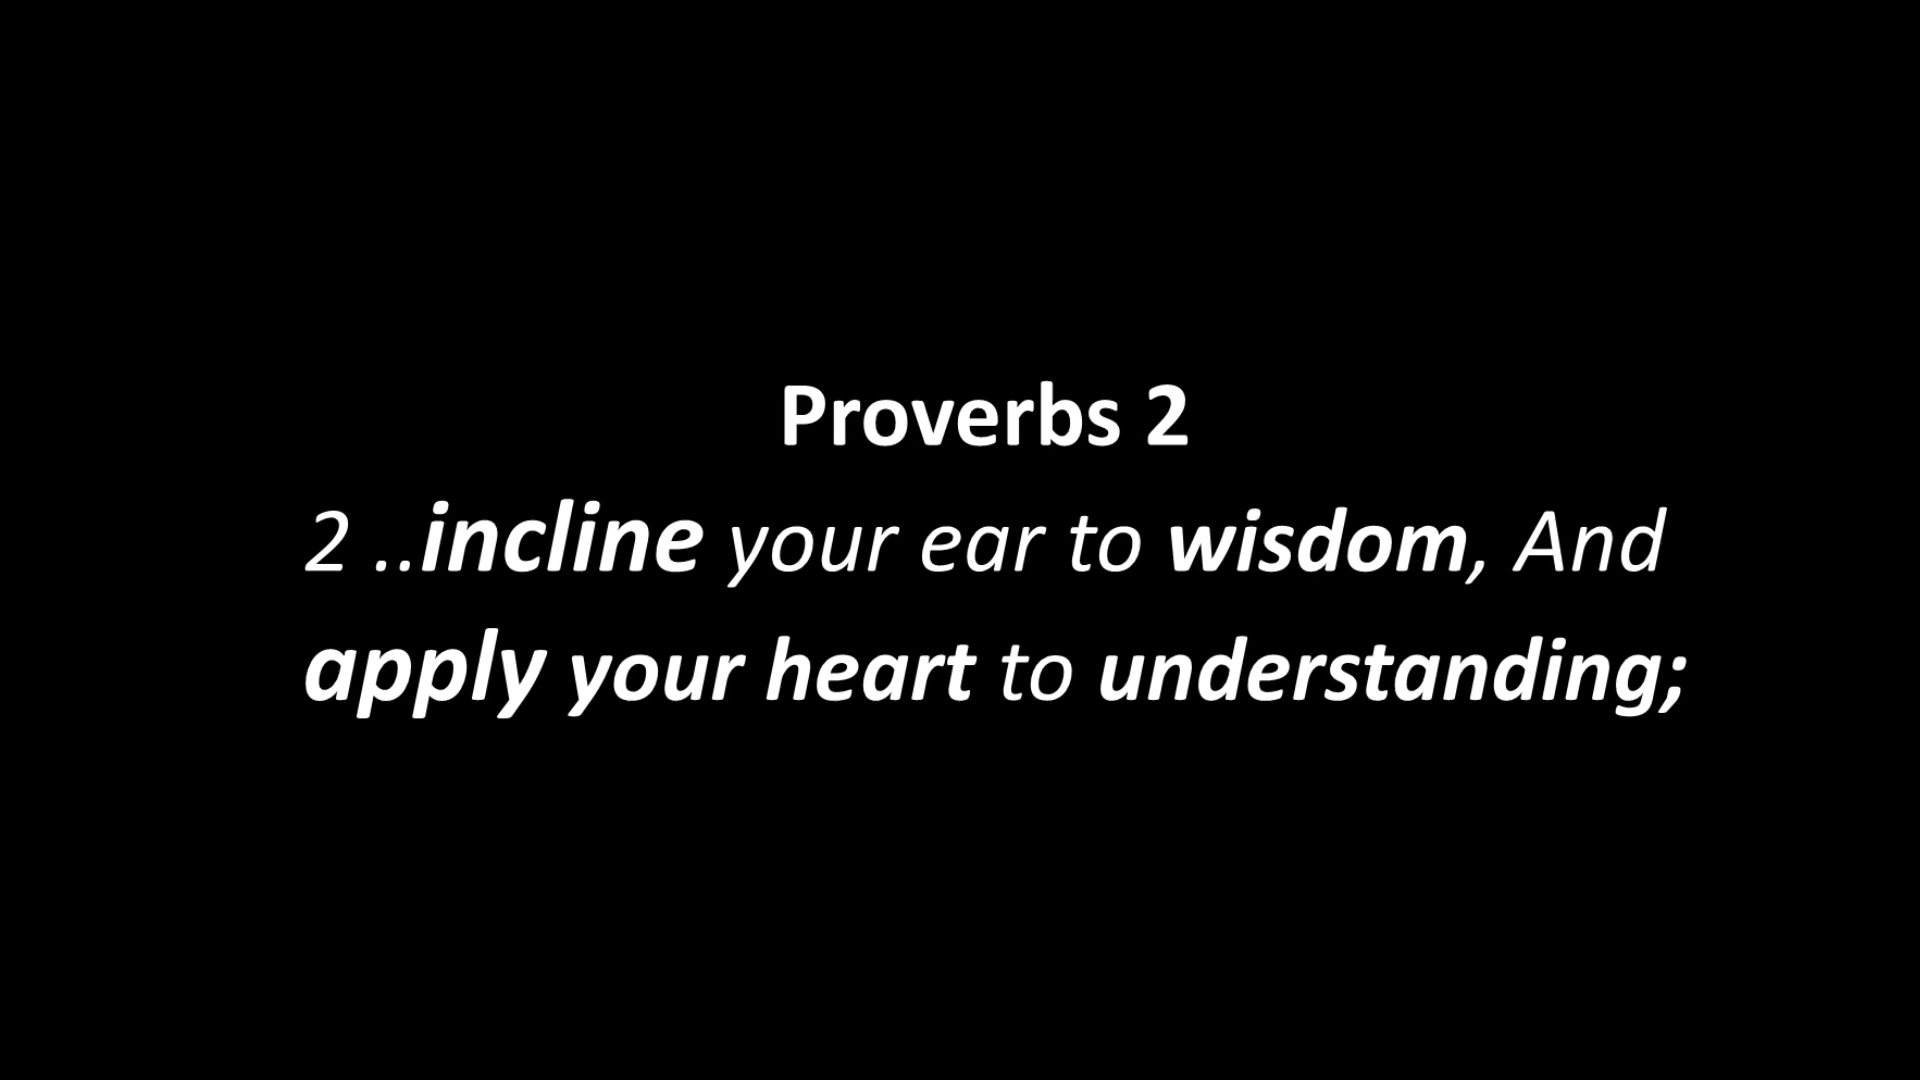 Proverbs 2
2 ..incline your ear to wisdom, And
apply your heart to understanding;